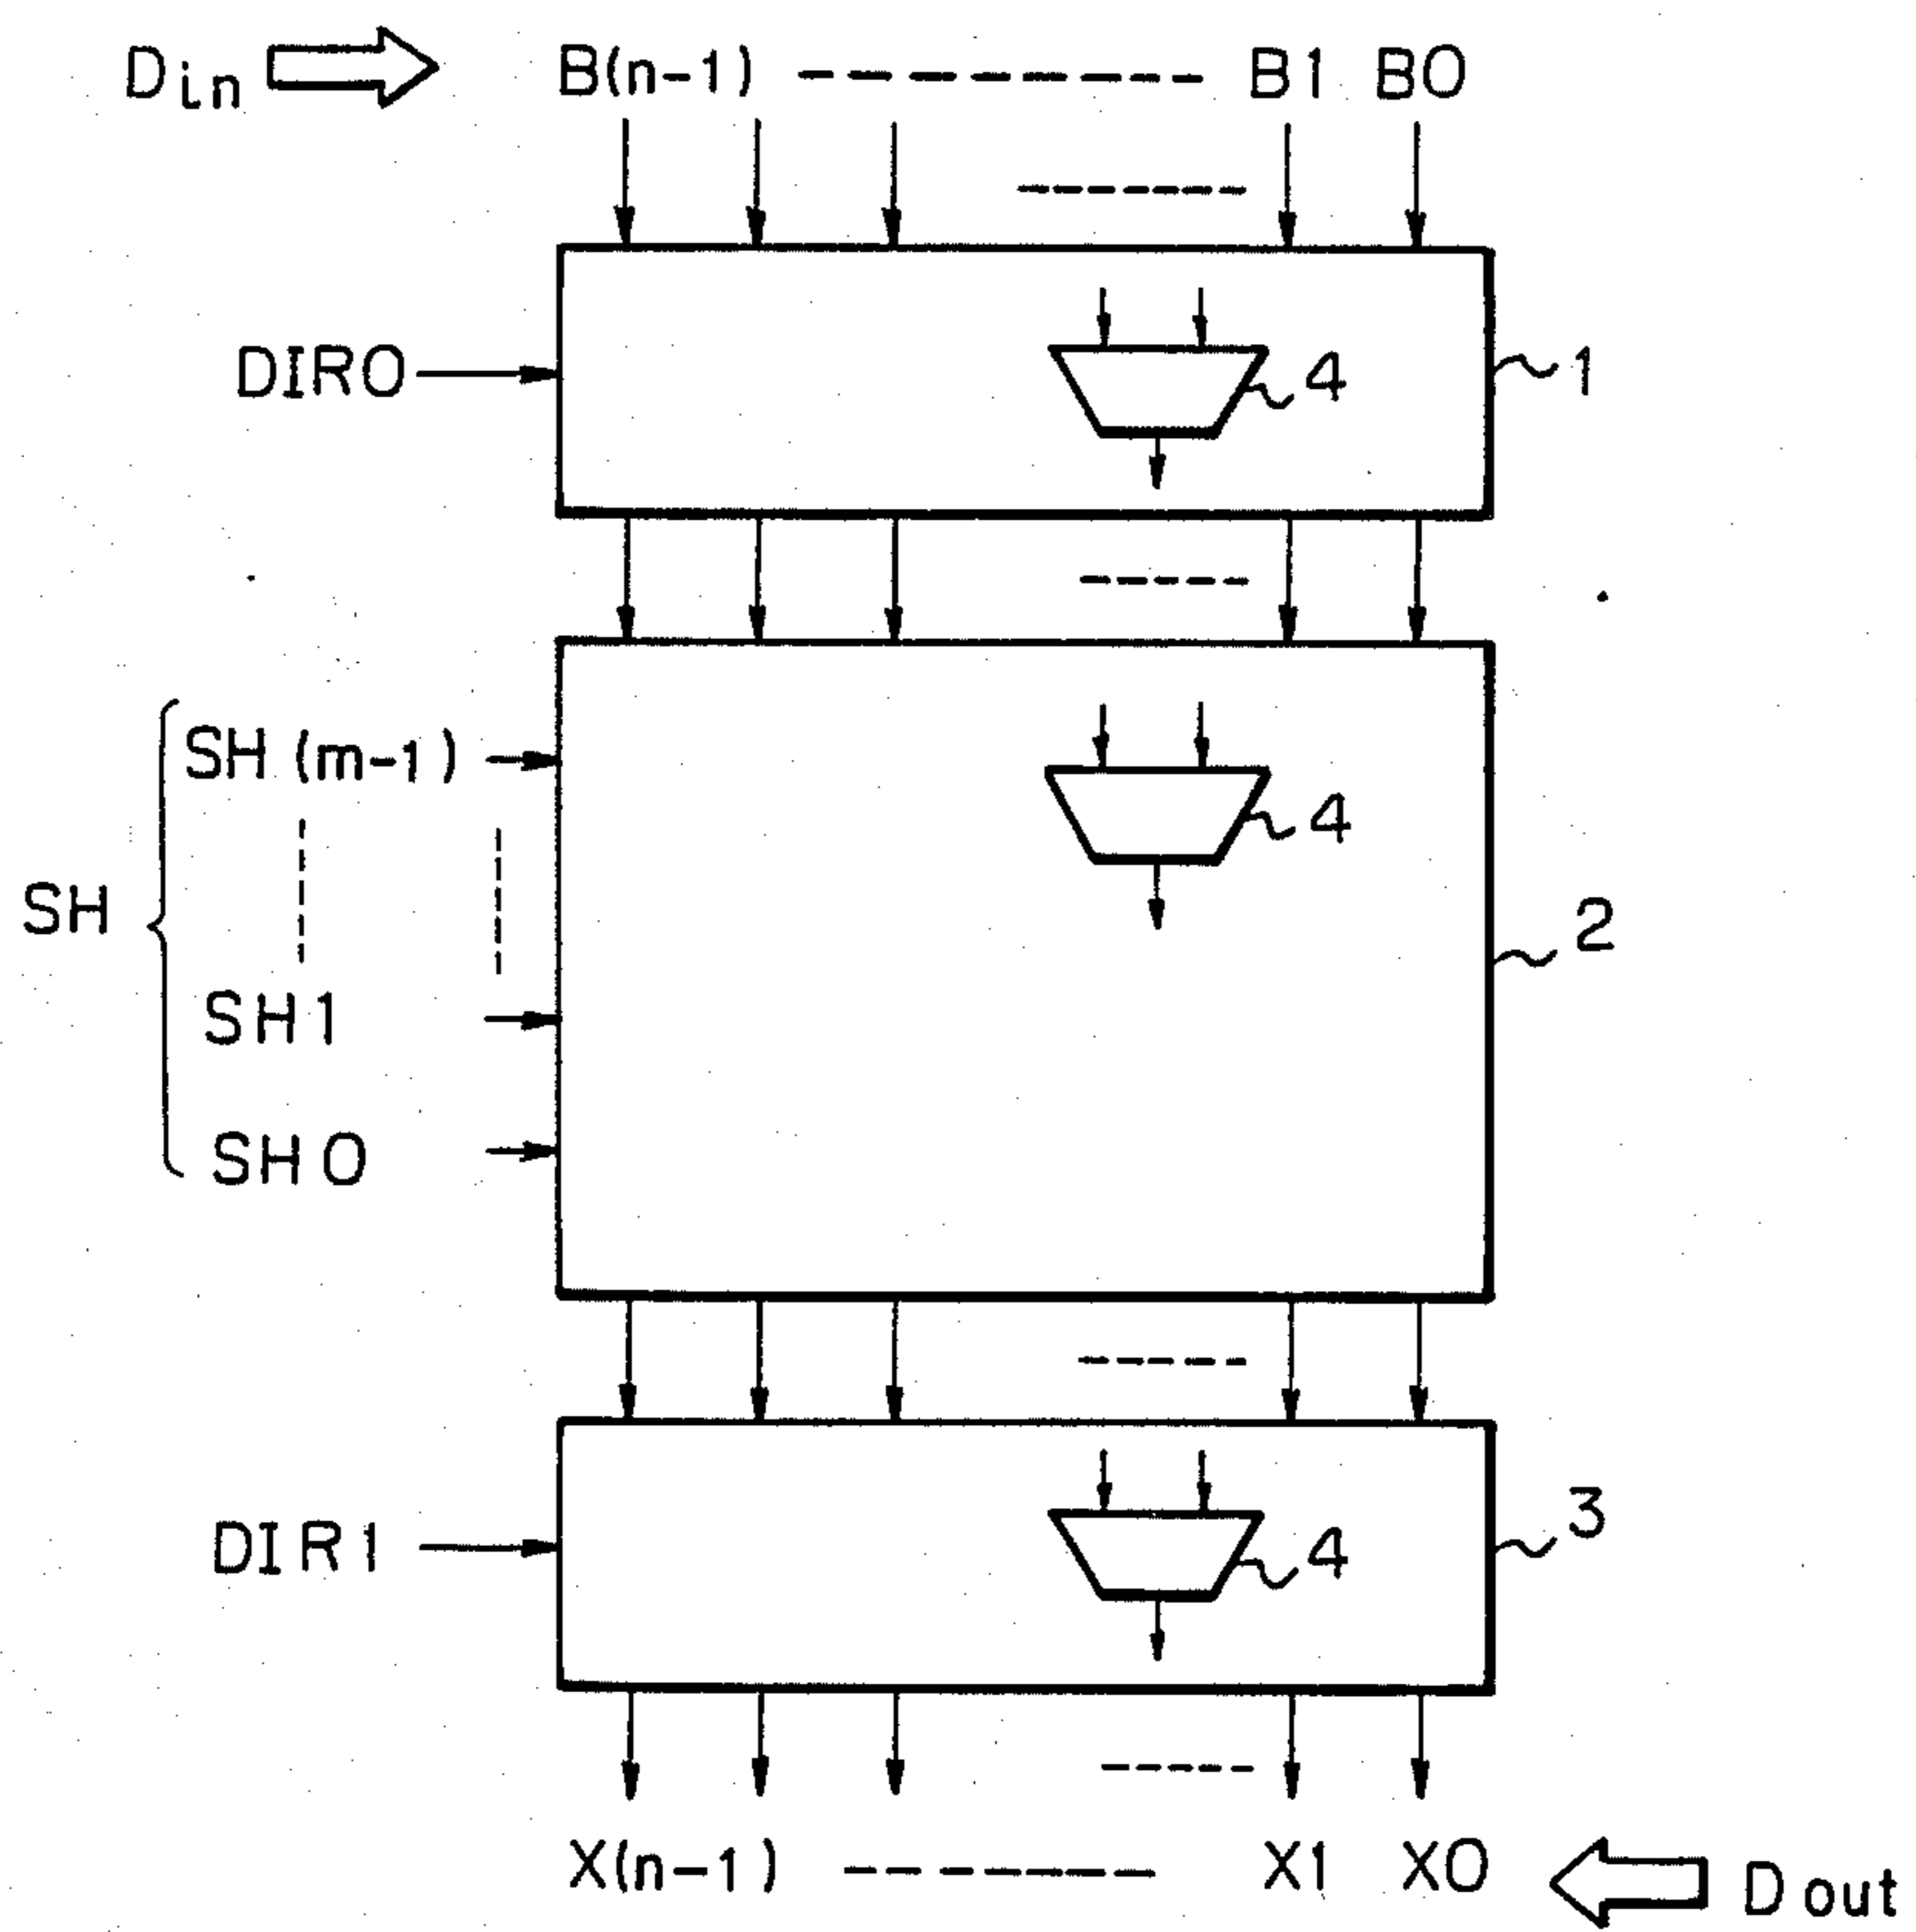 Din B(n-1) B1 B0
DIR0 4 1
SH(m-1)
4
SH 2
SH1
SH0
DIR1 4 3
X(n-1) X1 X0 Dout